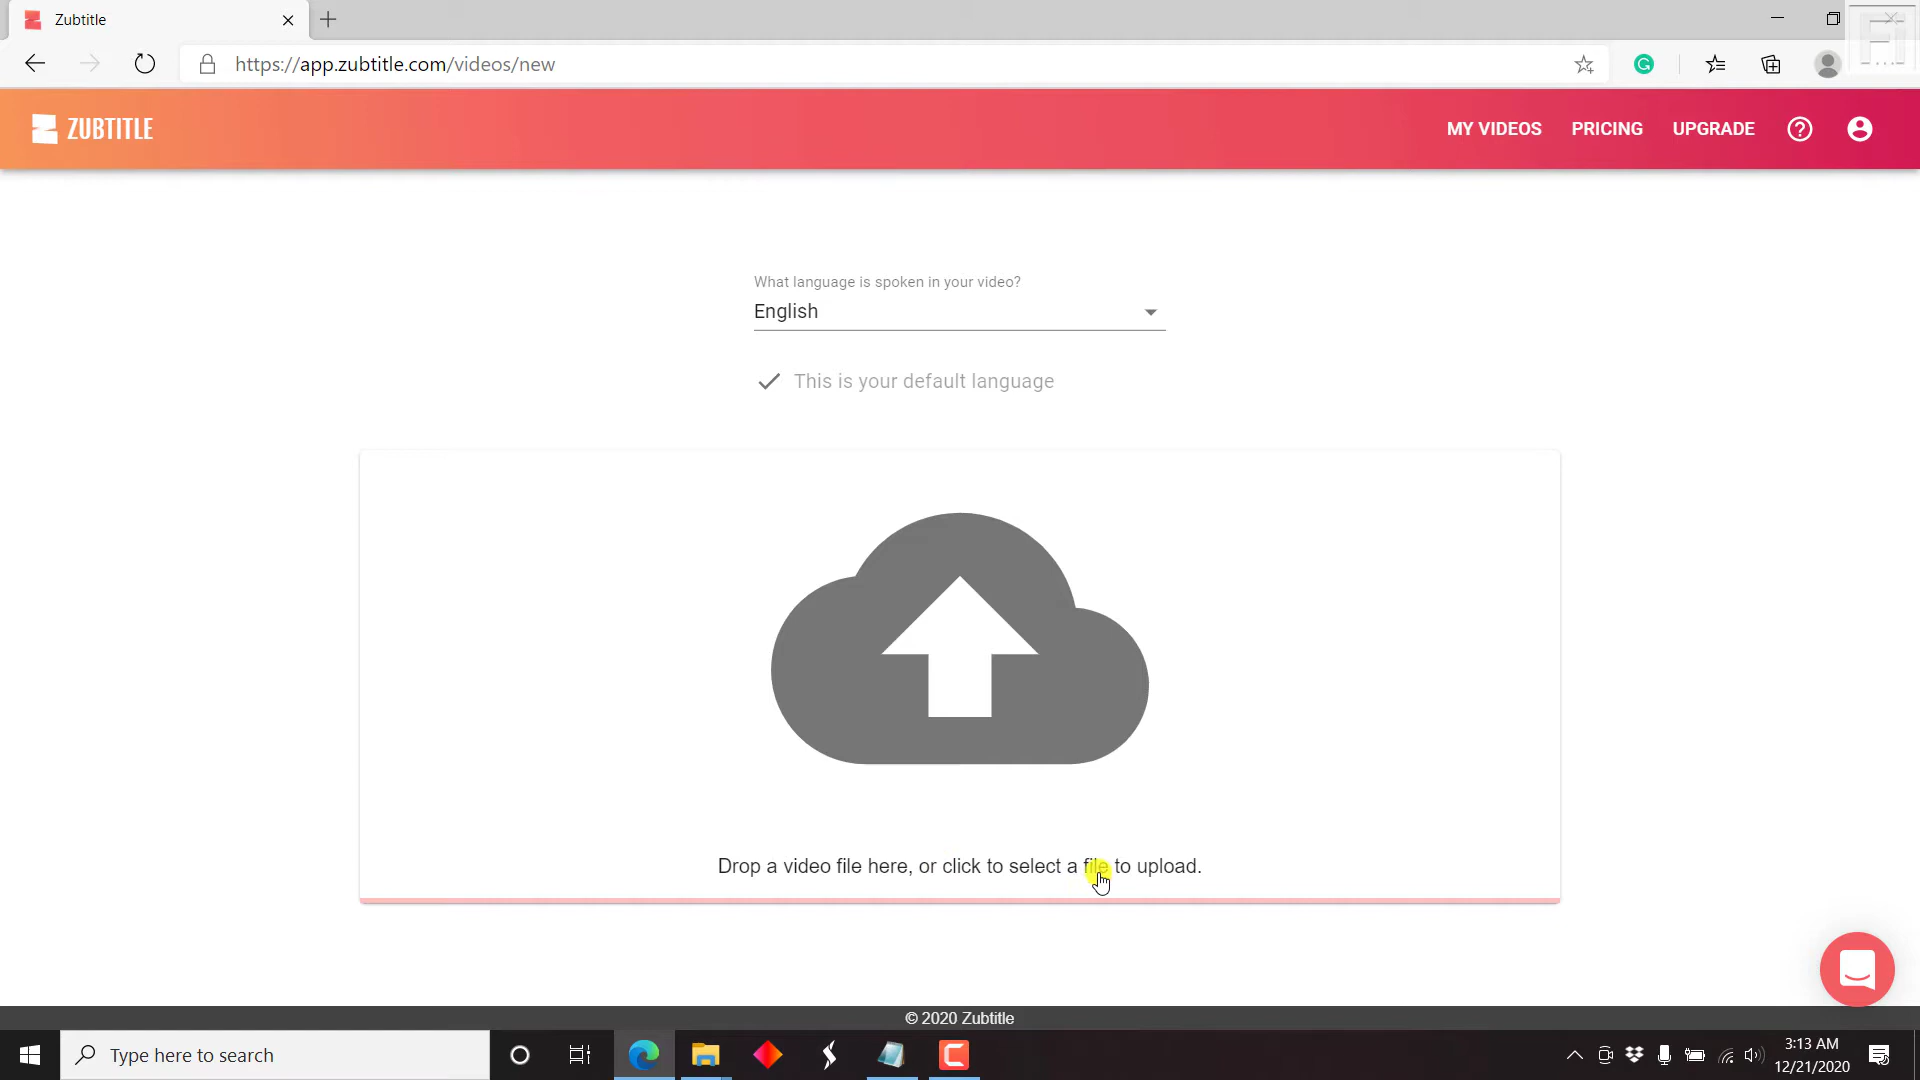 Zubtitle
https://app.zubtitle.com/videos/new
ZUBTITLE
MY VIDEOS
PRICING
UPGRADE
What language is spoken in your video?
English
This is your default language
Drop a video file here, or click to select a file to upload.
© 2020 Zubtitle
Type here to search
3:13 AM
12/21/2020